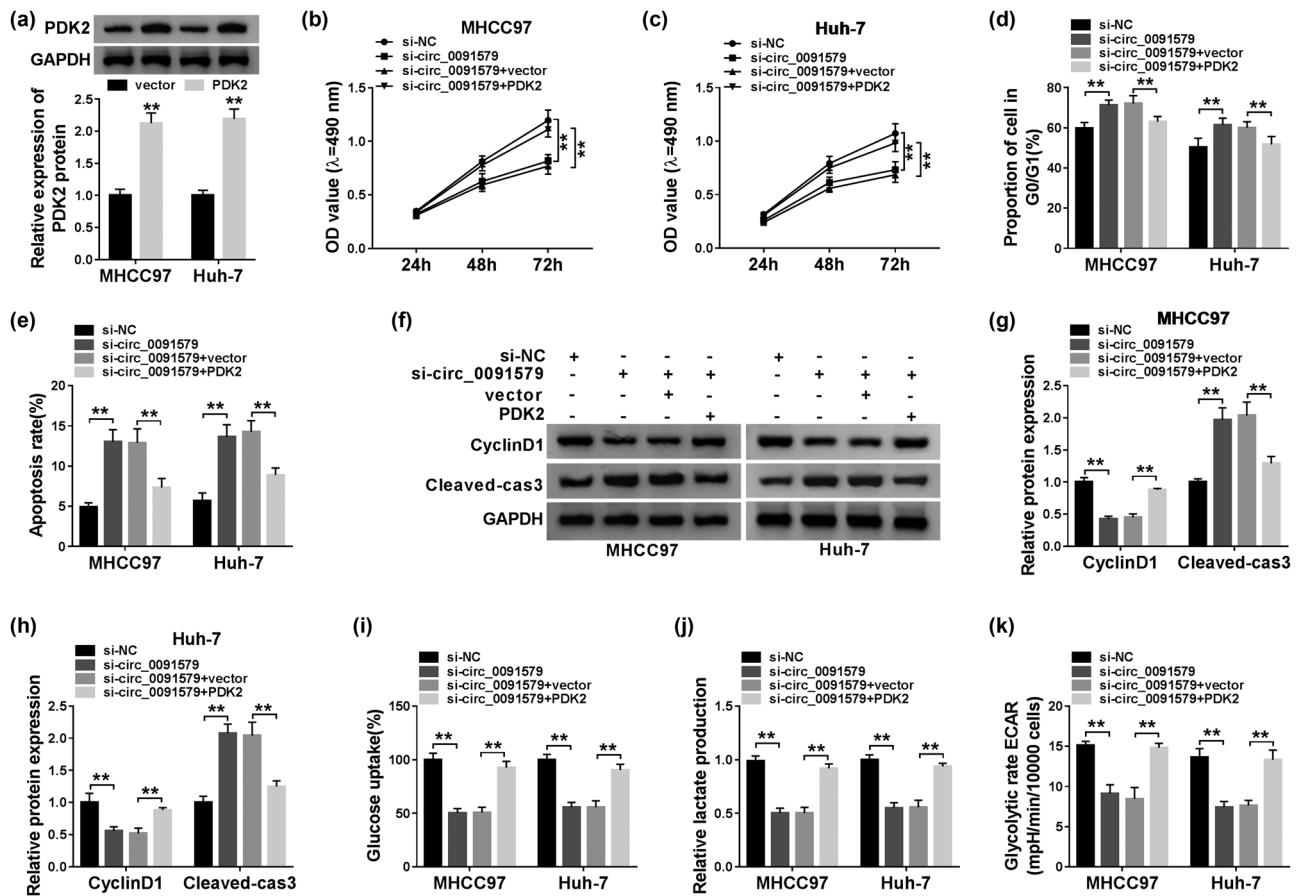 (a)
PDK2
GAPDH
vector PDK2
Relative expression of
PDK2 protein
2.5
2.0
1.5
1.0
0.5
0.0
** **
MHCC97 Huh-7
(b)
MHCC97
si-NC
si-circ_0091579
si-circ_0091579+vector
si-circ_0091579+PDK2
OD value (λ=490 nm)
1.5
1.0
0.5
0.0
** **
24h 48h 72h
(c)
Huh-7
si-NC
si-circ_0091579
si-circ_0091579+vector
si-circ_0091579+PDK2
OD value (λ=490 nm)
1.5
1.0
0.5
0.0
** **
24h 48h 72h
(d)
si-NC
si-circ_0091579
si-circ_0091579+vector
si-circ_0091579+PDK2
Proportion of cell in
G0/G1(%)
80
60
40
20
0
** ** ** **
MHCC97 Huh-7
(e)
si-NC
si-circ_0091579
si-circ_0091579+vector
si-circ_0091579+PDK2
Apoptosis rate(%)
20
15
10
5
0
** ** ** **
MHCC97 Huh-7
(f)
si-NC + - - - + - - -
si-circ_0091579 - + + + - + + +
vector - - + - - - + -
PDK2 - - - + - - - +
CyclinD1
Cleaved-cas3
GAPDH
MHCC97 Huh-7
(g)
MHCC97
si-NC
si-circ_0091579
si-circ_0091579+vector
si-circ_0091579+PDK2
Relative protein expression
2.5
2.0
1.5
1.0
0.5
0.0
** ** ** **
CyclinD1 Cleaved-cas3
(h)
Huh-7
si-NC
si-circ_0091579
si-circ_0091579+vector
si-circ_0091579+PDK2
Relative protein expression
2.5
2.0
1.5
1.0
0.5
0.0
** ** ** **
CyclinD1 Cleaved-cas3
(i)
si-NC
si-circ_0091579
si-circ_0091579+vector
si-circ_0091579+PDK2
Glucose uptake(%)
150
100
50
0
** ** ** **
MHCC97 Huh-7
(j)
si-NC
si-circ_0091579
si-circ_0091579+vector
si-circ_0091579+PDK2
Relative lactate production
1.5
1.0
0.5
0.0
** ** ** **
MHCC97 Huh-7
(k)
si-NC
si-circ_0091579
si-circ_0091579+vector
si-circ_0091579+PDK2
Glycolytic rate ECAR
(mpH/min/10000 cells)
20
15
10
5
0
** ** ** **
MHCC97 Huh-7